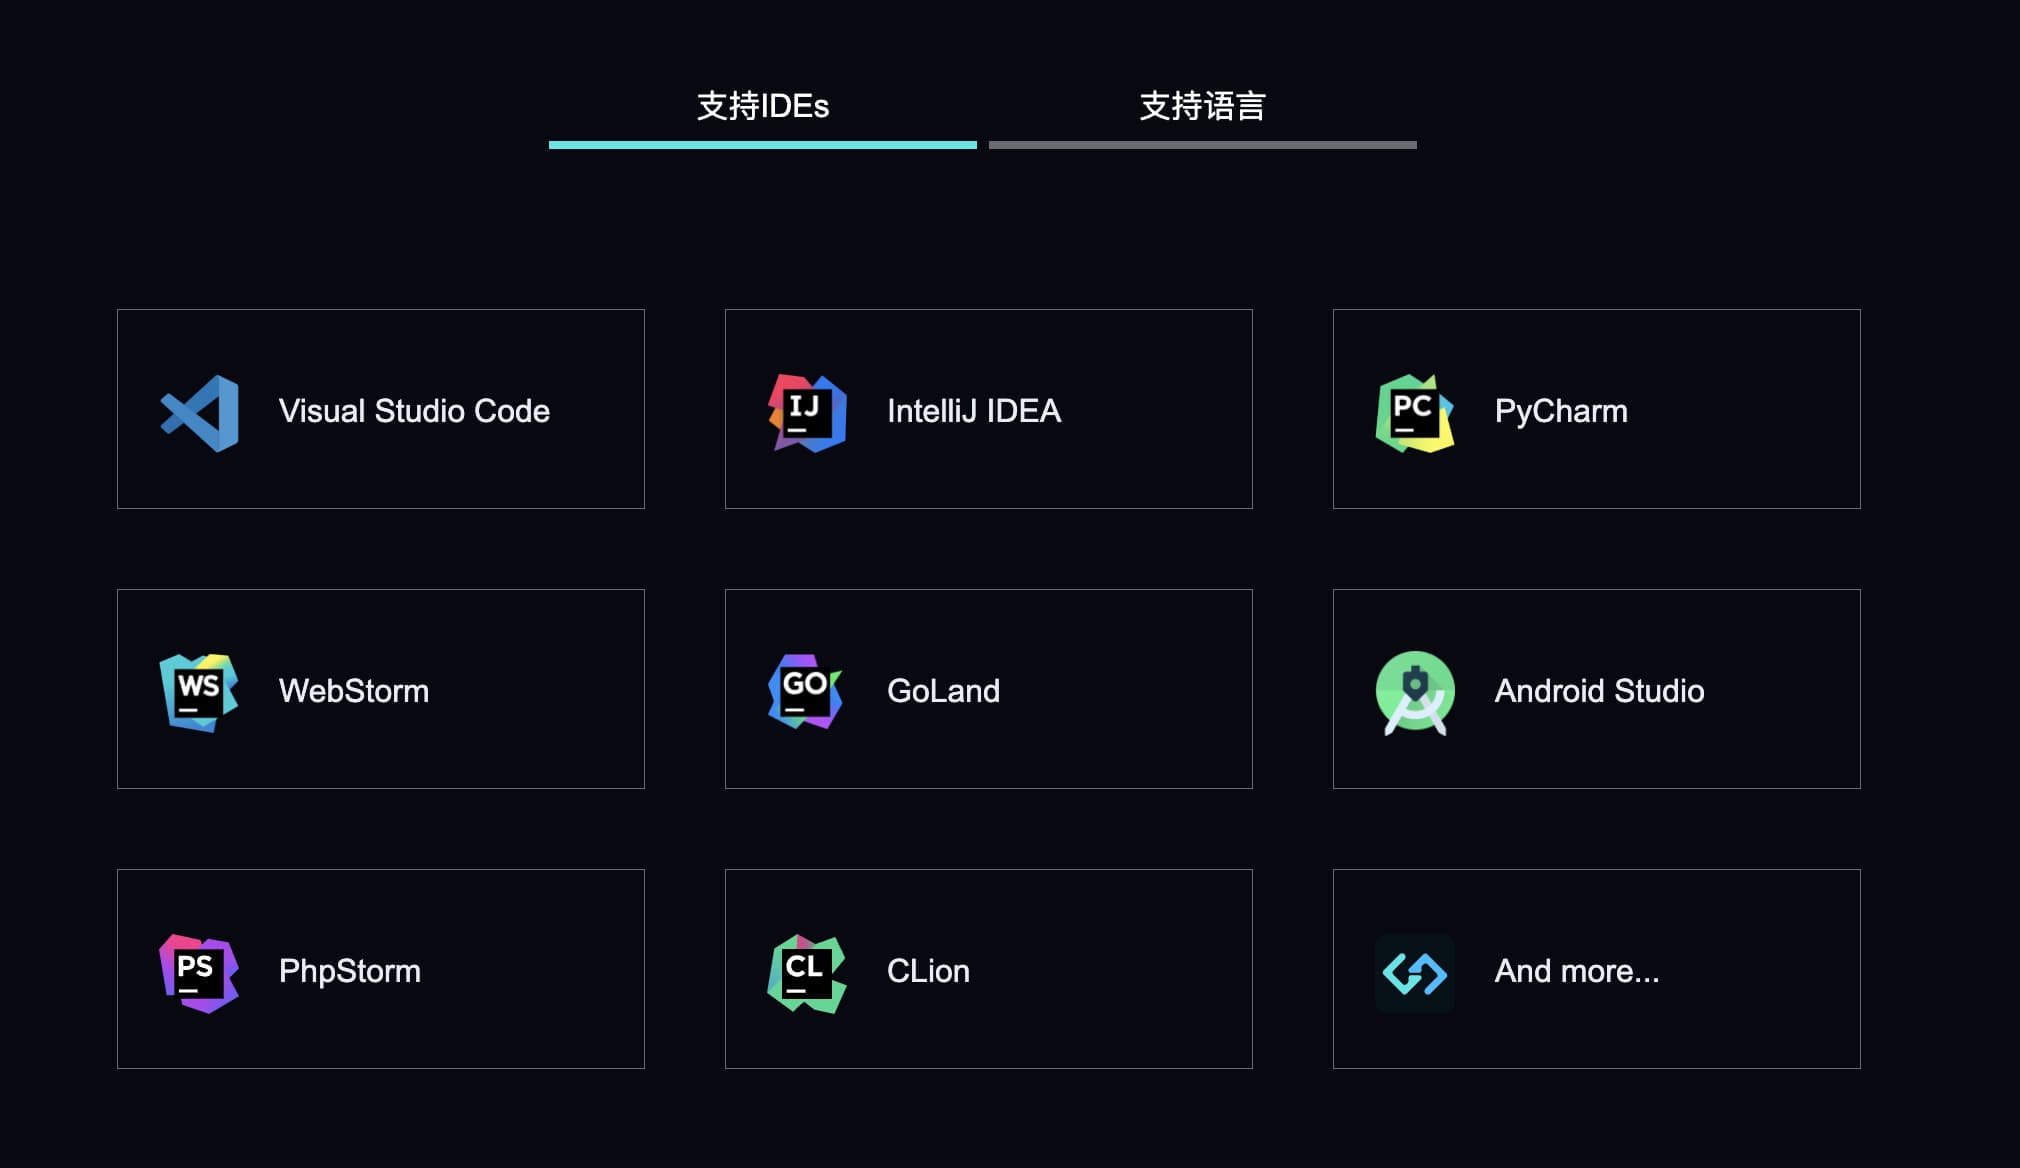 支持IDEs
支持语言
Visual Studio Code
IJ
IntelliJ IDEA
PC
PyCharm
WS
WebStorm
GO
GoLand
Android Studio
PS
PhpStorm
CL
CLion
And more...